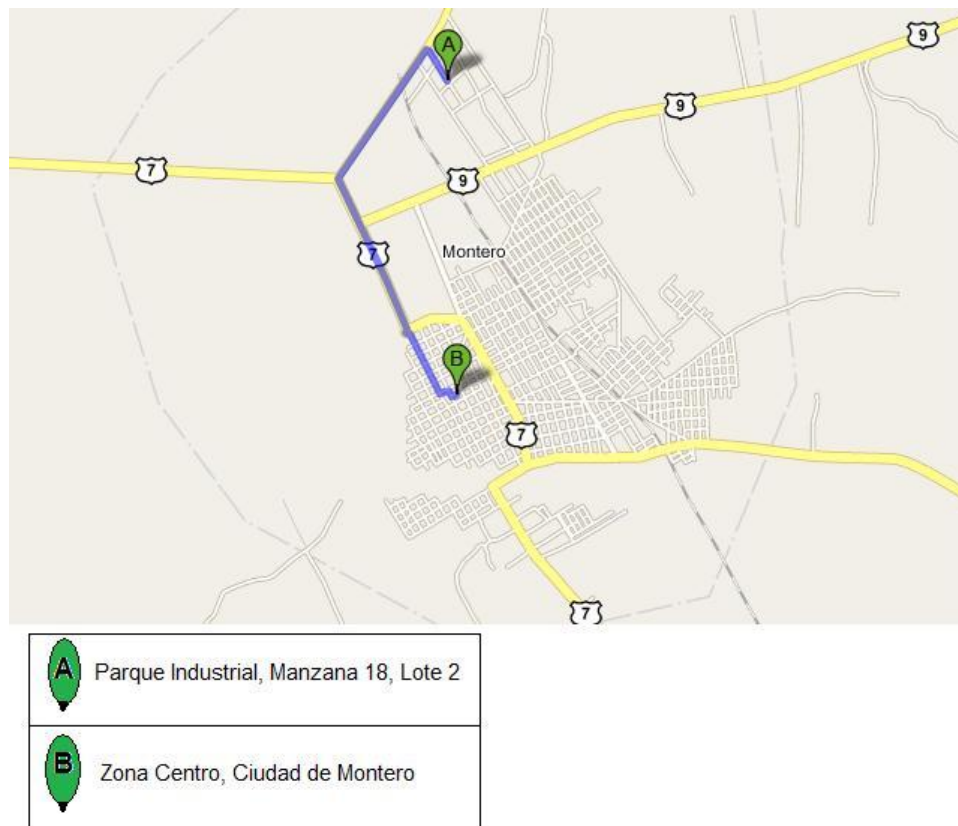 A
9
9
7
9
7
Montero
B
7
7
A Parque Industrial, Manzana 18, Lote 2
B Zona Centro, Ciudad de Montero